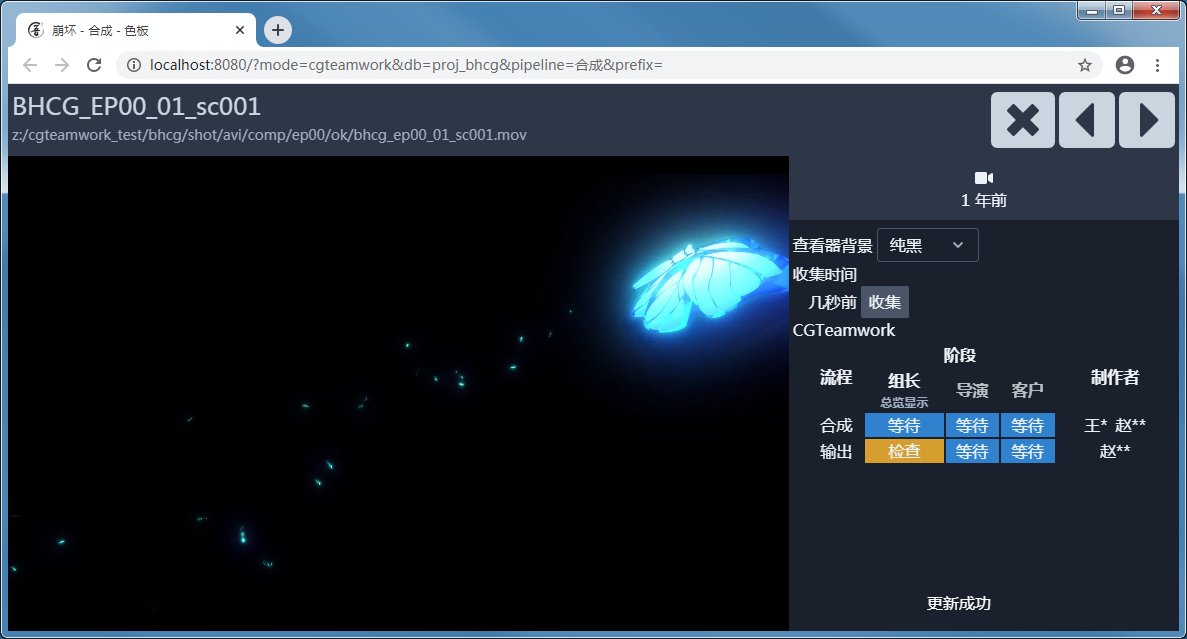 崩坏 - 合成 - 色板
localhost:8080/?mode=cgteamwork&db=proj_bhcg&pipeline=合成&prefix=
BHCG_EP00_01_sc001
z:/cgteamwork_test/bhcg/shot/avi/comp/ep00/ok/bhcg_ep00_01_sc001.mov
1 年前
查看器背景 纯黑
收集时间
几秒前 收集
CGTeamwork
流程 阶段 制作者
组长 导演 客户
总览显示
合成 等待 等待 等待 王* 赵**
输出 检查 等待 等待 赵**
更新成功